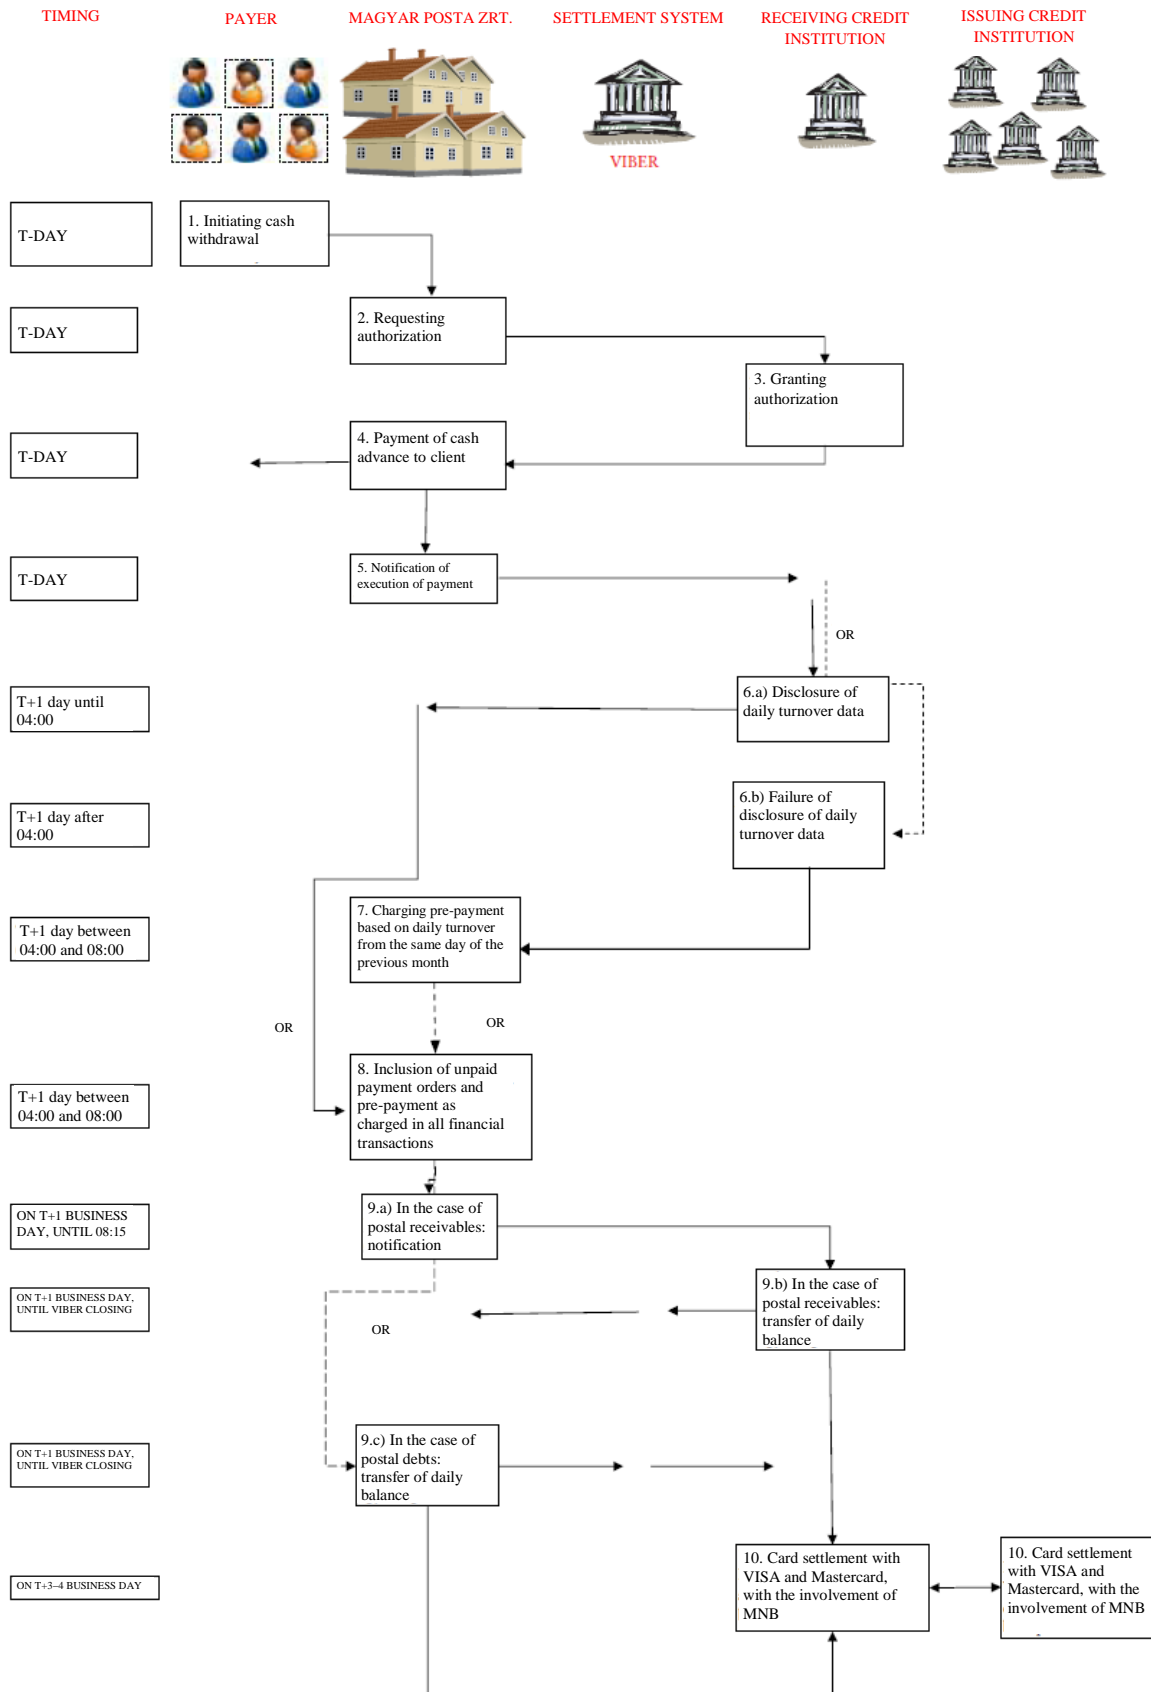 TIMING
PAYER
MAGYAR POSTA ZRT.
SETTLEMENT SYSTEM
RECEIVING CREDIT
INSTITUTION
ISSUING CREDIT
INSTITUTION
VIBER
T-DAY
1. Initiating cash
withdrawal
T-DAY
2. Requesting
authorization
3. Granting
authorization
T-DAY
4. Payment of cash
advance to client
T-DAY
5. Notification of
execution of payment
OR
T+1 day until
04:00
6.a) Disclosure of
daily turnover data
T+1 day after
04:00
6.b) Failure of
disclosure of daily
turnover data
T+1 day between
04:00 and 08:00
7. Charging pre-payment
based on daily turnover
from the same day of the
previous month
OR
OR
T+1 day between
04:00 and 08:00
8. Inclusion of unpaid
payment orders and
pre-payment as
charged in all financial
transactions
ON T+1 BUSINESS
DAY, UNTIL 08:15
9.a) In the case of
postal receivables:
notification
ON T+1 BUSINESS DAY,
UNTIL VIBER CLOSING
9.b) In the case of
postal receivables:
transfer of daily
balance
OR
ON T+1 BUSINESS DAY,
UNTIL VIBER CLOSING
9.c) In the case of
postal debts:
transfer of daily
balance
ON T+3–4 BUSINESS DAY
10. Card settlement with
VISA and Mastercard,
with the involvement of
MNB
10. Card settlement
with VISA and
Mastercard, with the
involvement of MNB